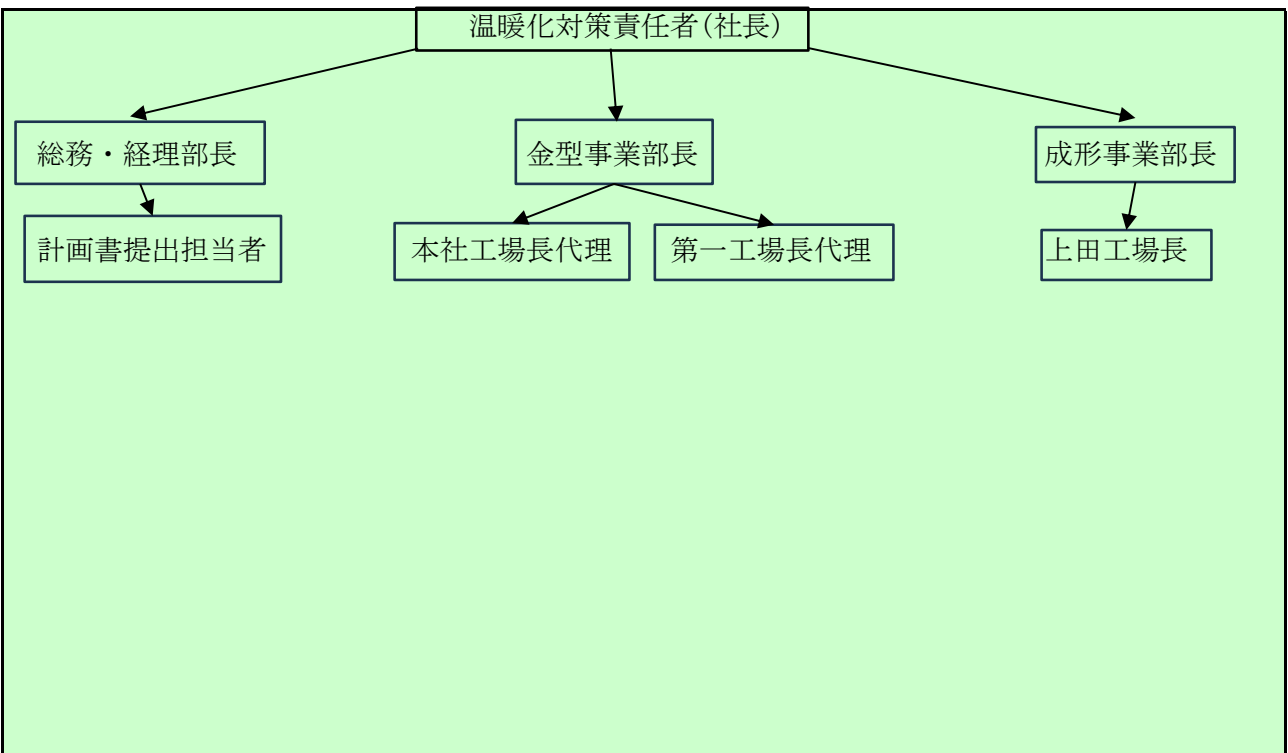 温暖化対策責任者(社長)
総務・経理部長
金型事業部長
成形事業部長
計画書提出担当者
本社工場長代理
第一工場長代理
上田工場長